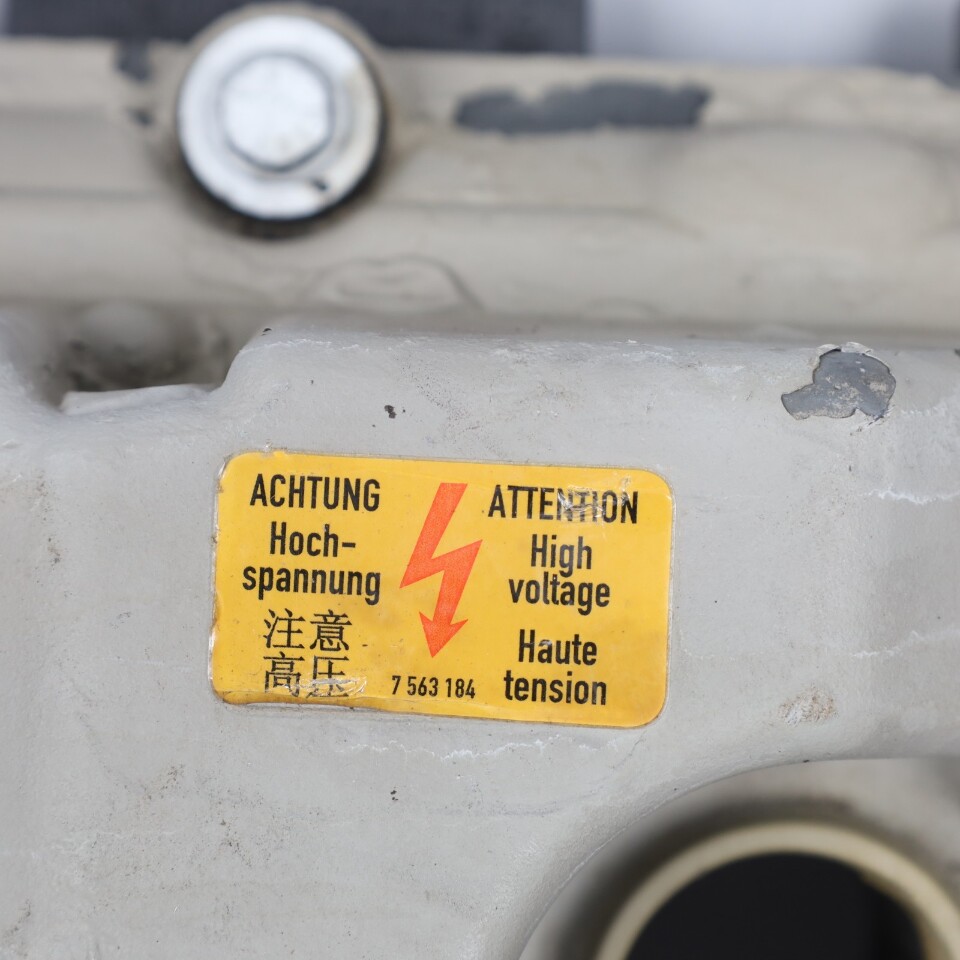 ACHTUNG
Hoch-
spannung
注意
高压
7 563 184
ATTENTION
High
voltage
Haute
tension